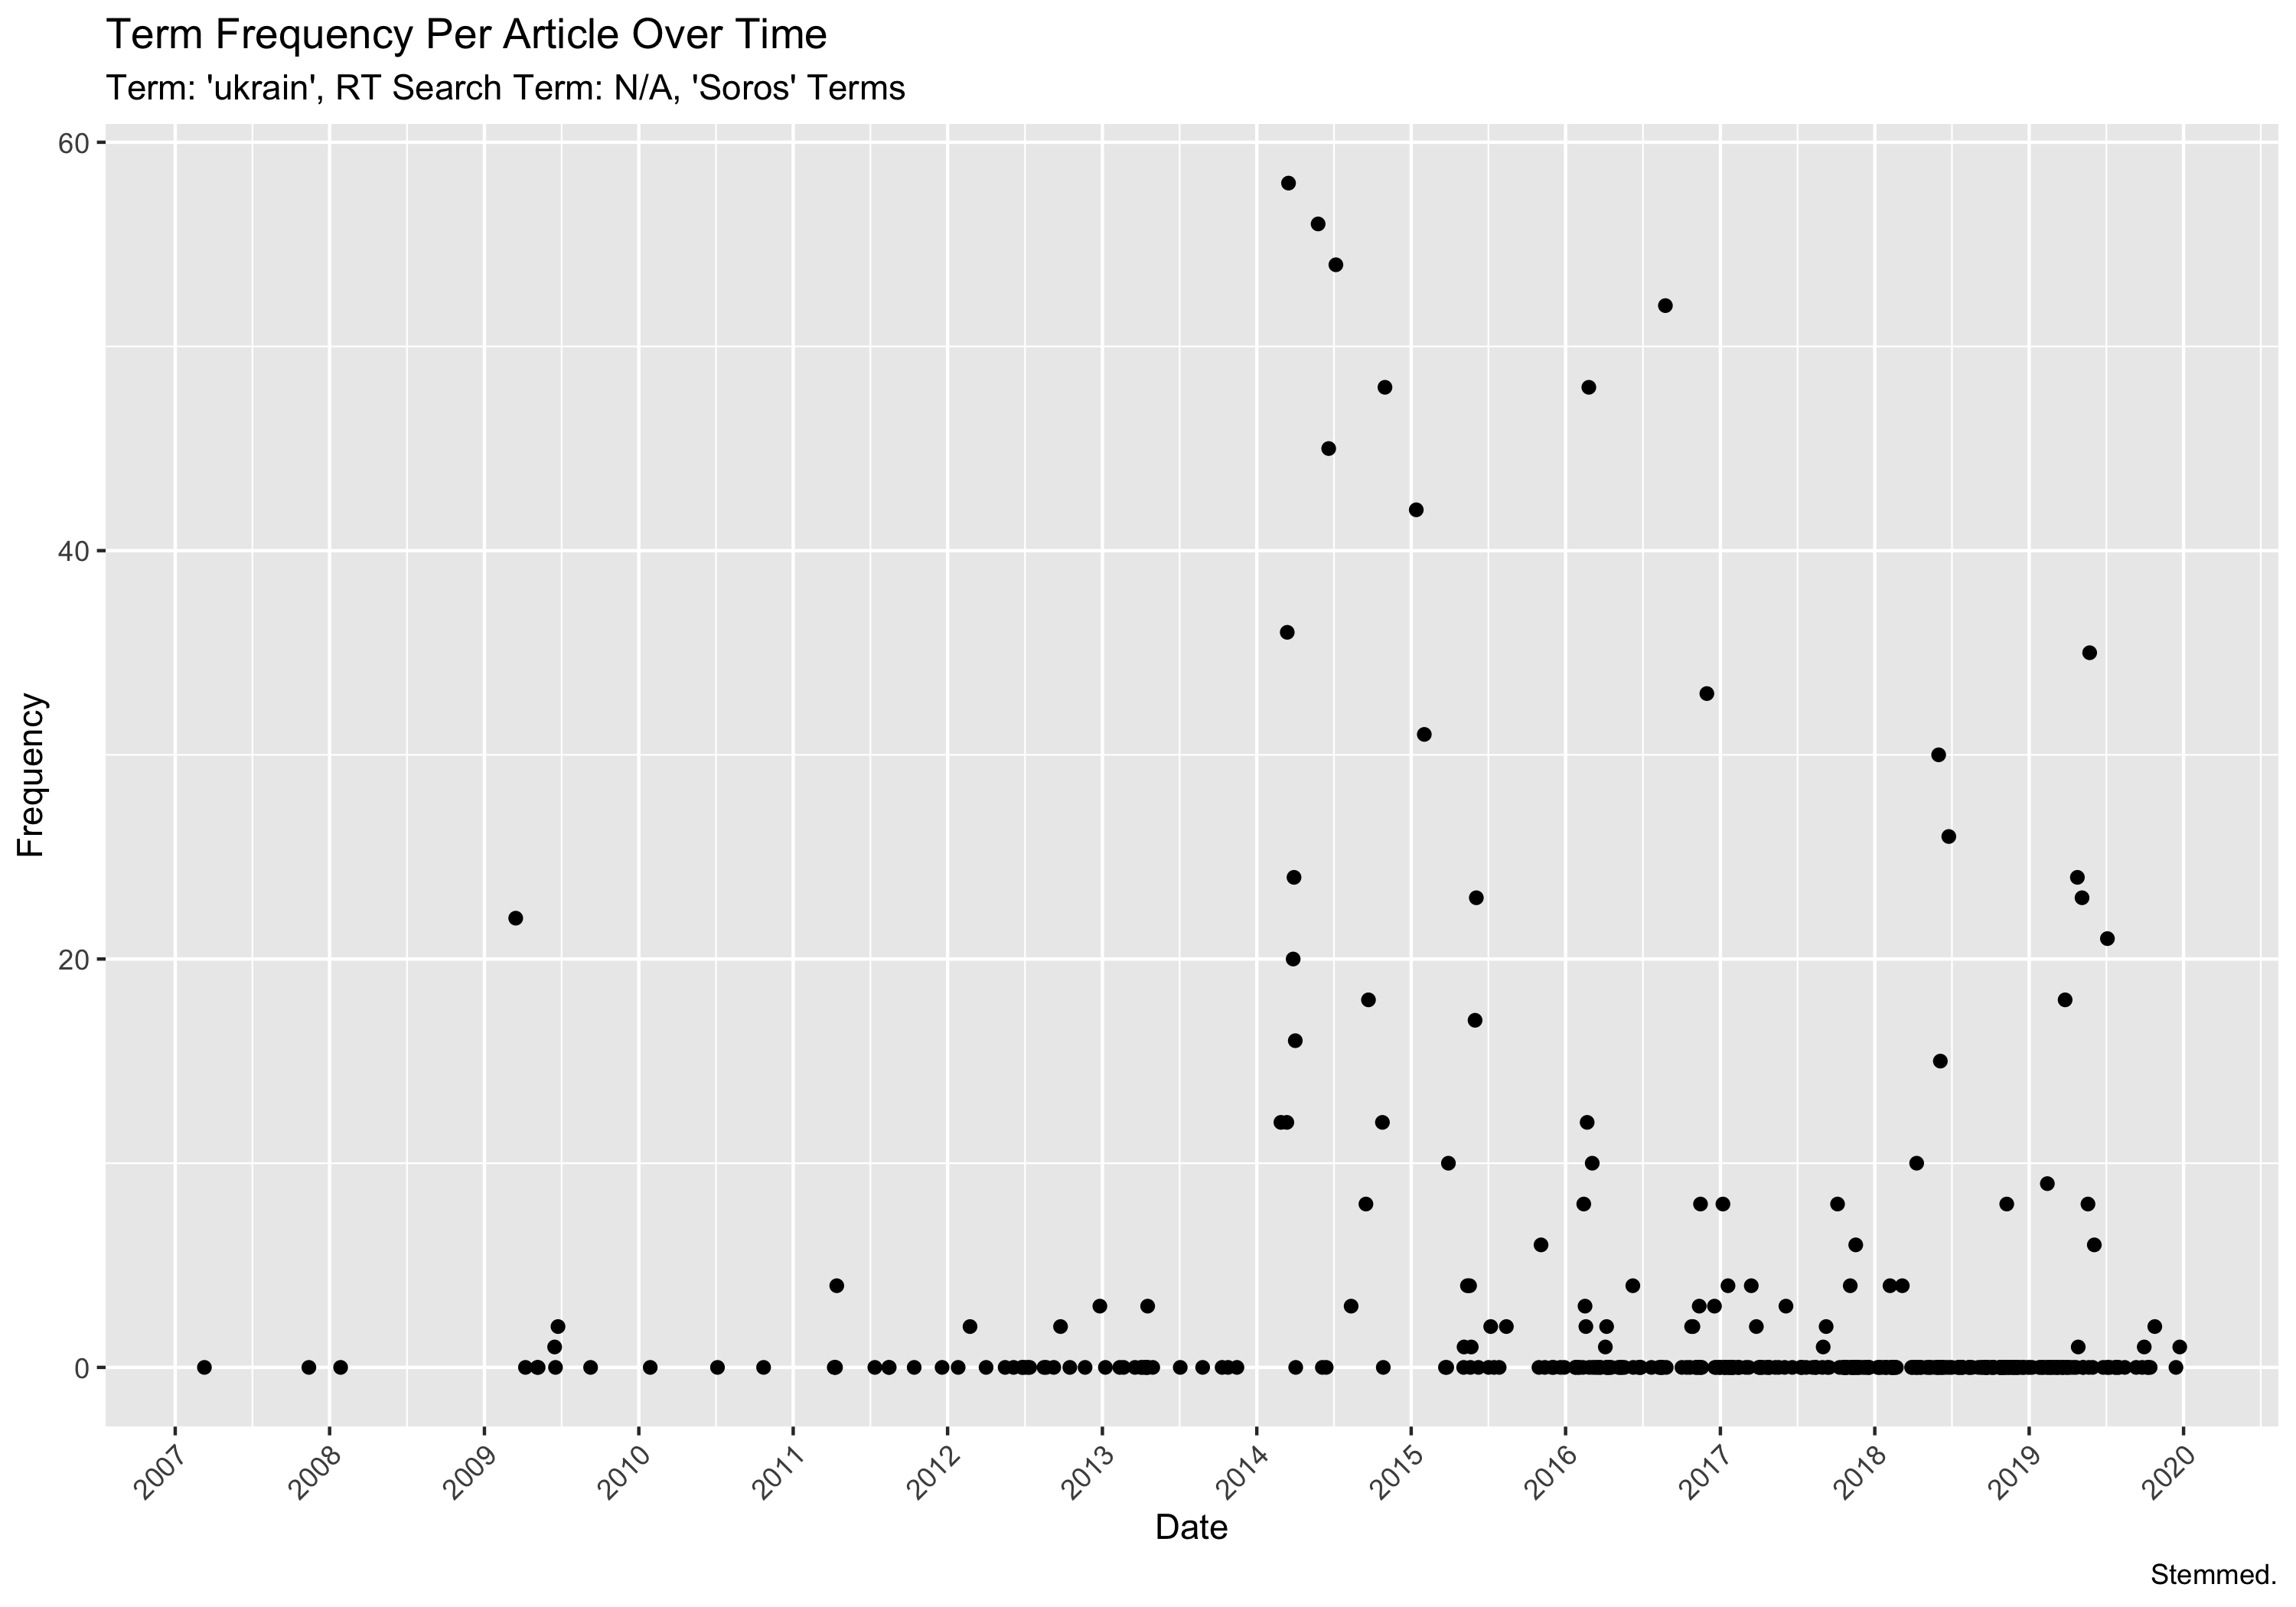 Term Frequency Per Article Over Time
Term: 'ukrain', RT Search Term: N/A, 'Soros' Terms
60
40
20
0
Frequency
2007 2008 2009 2010 2011 2012 2013 2014 2015 2016 2017 2018 2019 2020
Date
Stemmed.